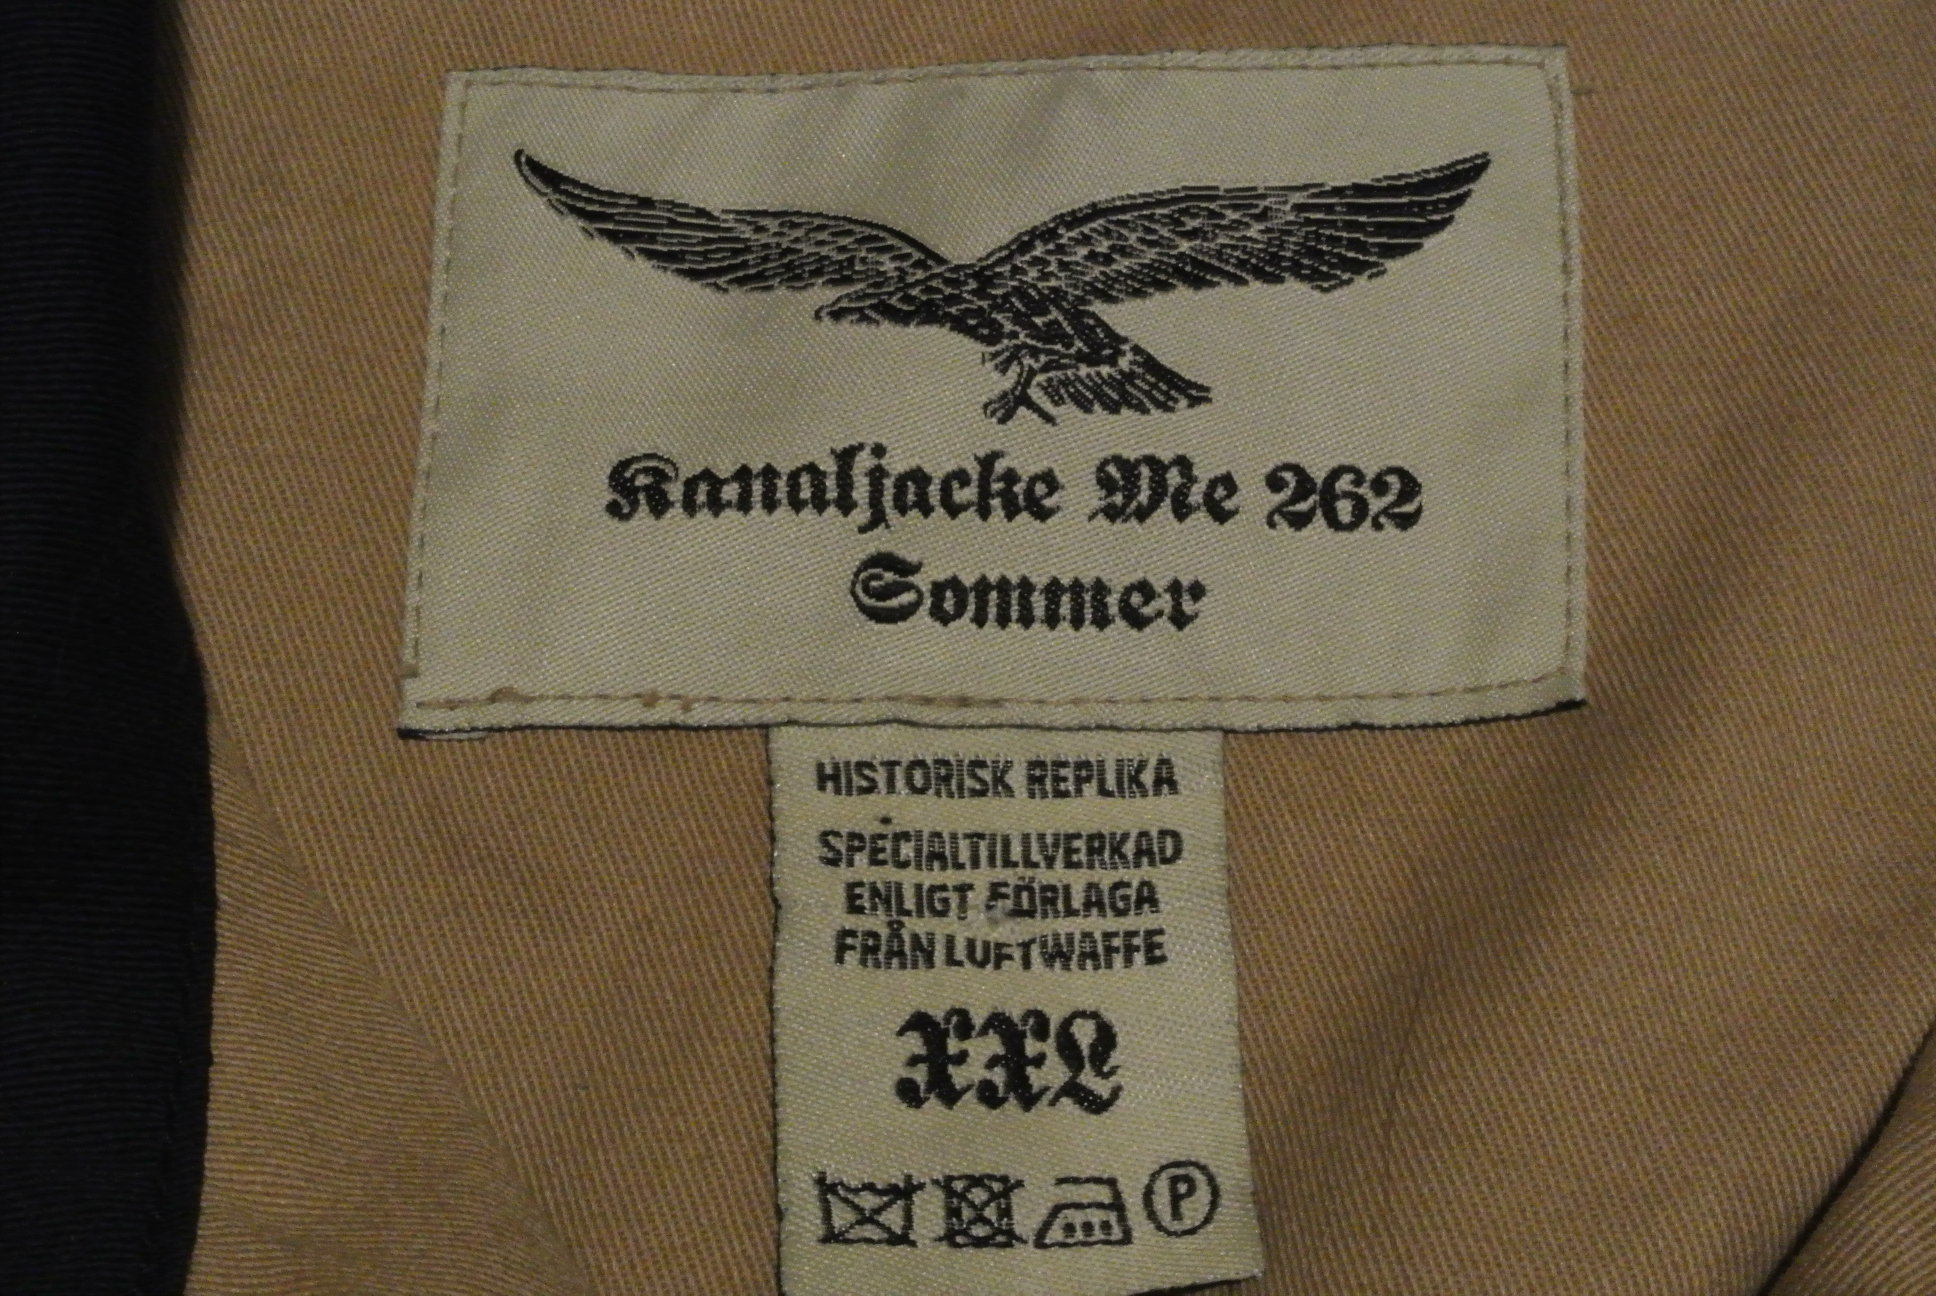 Kanaljacke Me 262
Sommer
HISTORISK REPLIKA
SPECIALTILLVERKAD
ENLIGT FÖRLAGA
FRÅN LUFTWAFFE
XXL
P